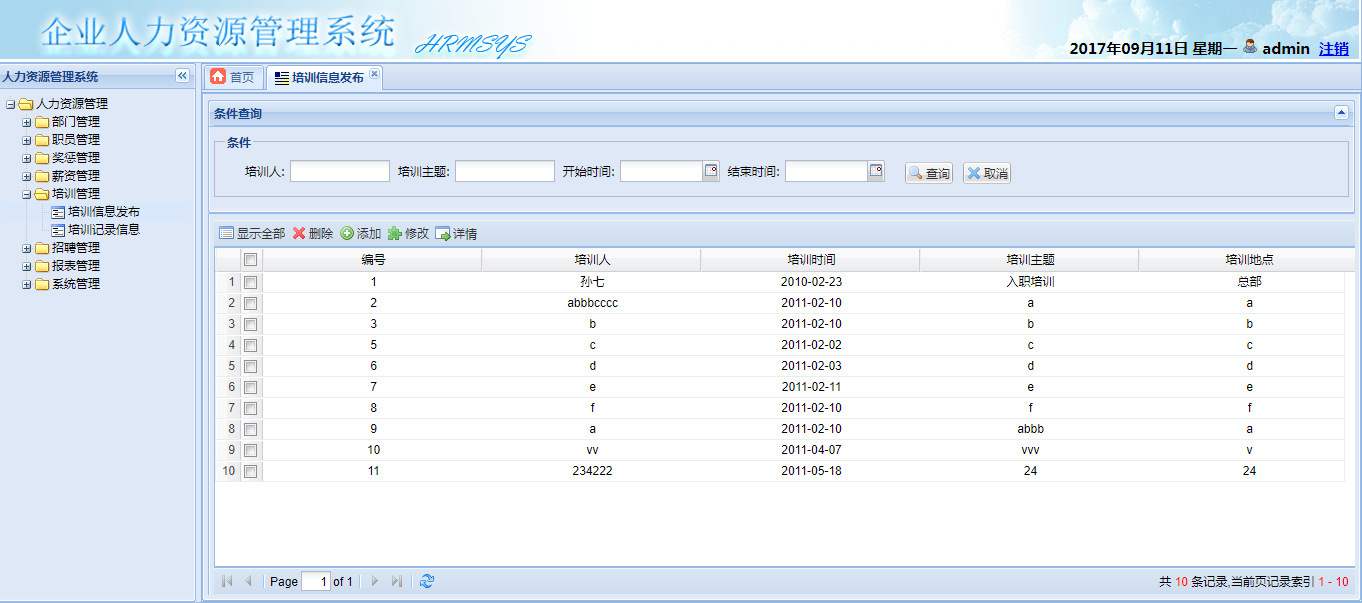 企业人力资源管理系统 HRMSYS
2017年09月11日 星期一 admin 注销
人力资源管理系统
人力资源管理
部门管理
职员管理
奖惩管理
薪资管理
培训管理
培训信息发布
培训记录信息
招聘管理
报表管理
系统管理
首页 培训信息发布
条件查询
条件
培训人: 培训主题: 开始时间: 结束时间: 查询 取消
显示全部 删除 添加 修改 详情
编号 培训人 培训时间 培训主题 培训地点
1 1 孙七 2010-02-23 入职培训 总部
2 2 abbbcccc 2011-02-10 a a
3 3 b 2011-02-10 b b
4 5 c 2011-02-02 c c
5 6 d 2011-02-03 d d
6 7 e 2011-02-11 e e
7 8 f 2011-02-10 f f
8 9 a 2011-02-10 abbb a
9 10 vv 2011-04-07 vvv v
10 11 234222 2011-05-18 24 24
Page 1 of 1
共 10 条记录,当前页记录索引 1 - 10